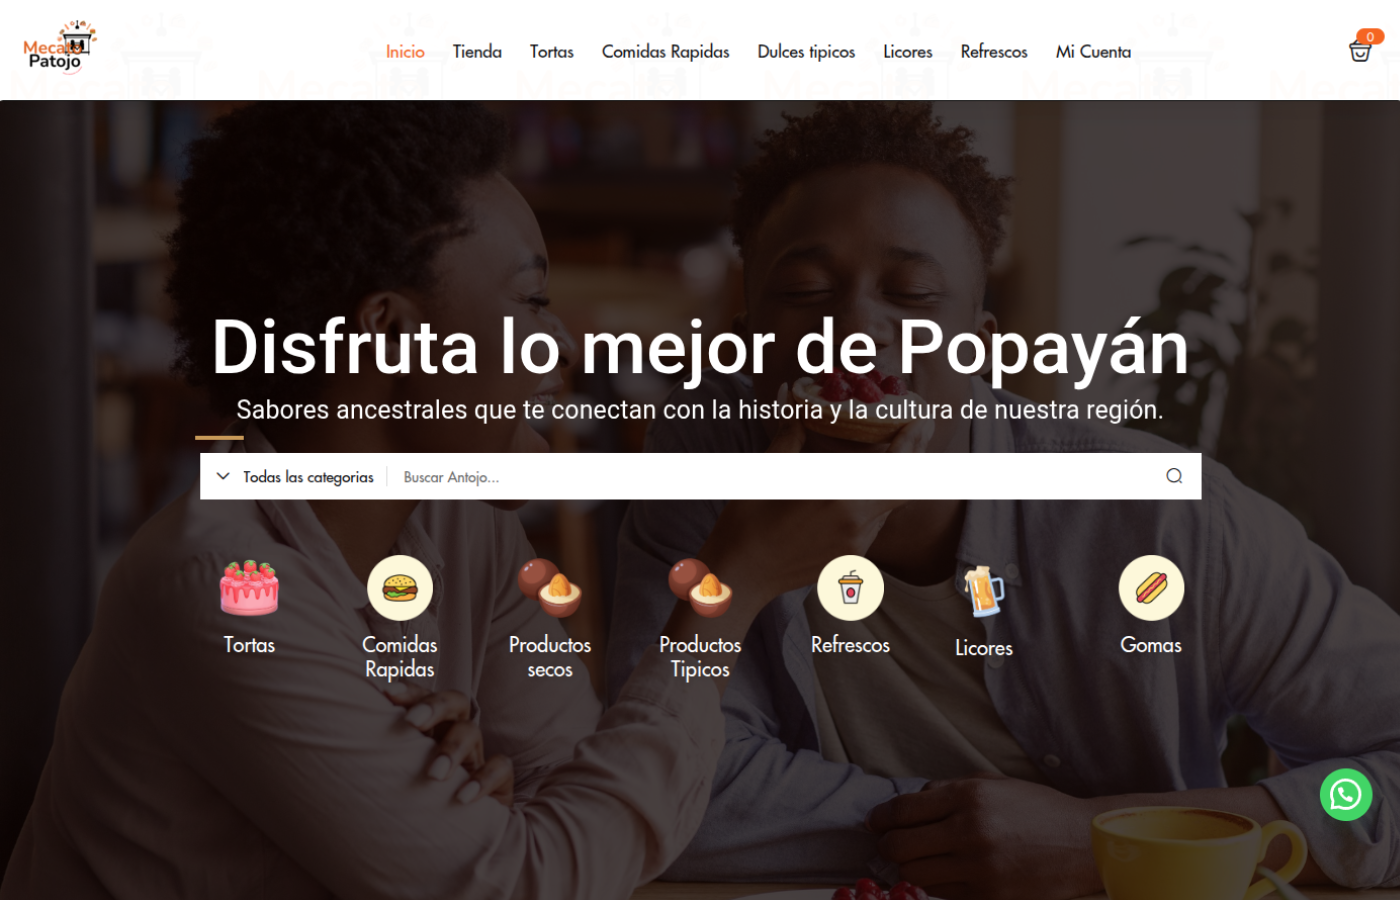 Mecato
Patojo
Inicio
Tienda
Tortas
Comidas Rapidas
Dulces tipicos
Licores
Refrescos
Mi Cuenta
0
Disfruta lo mejor de Popayán
Sabores ancestrales que te conectan con la historia y la cultura de nuestra región.
Todas las categorias
Buscar Antojo...
Tortas
Comidas
Rapidas
Productos
secos
Productos
Tipicos
Refrescos
Licores
Gomas